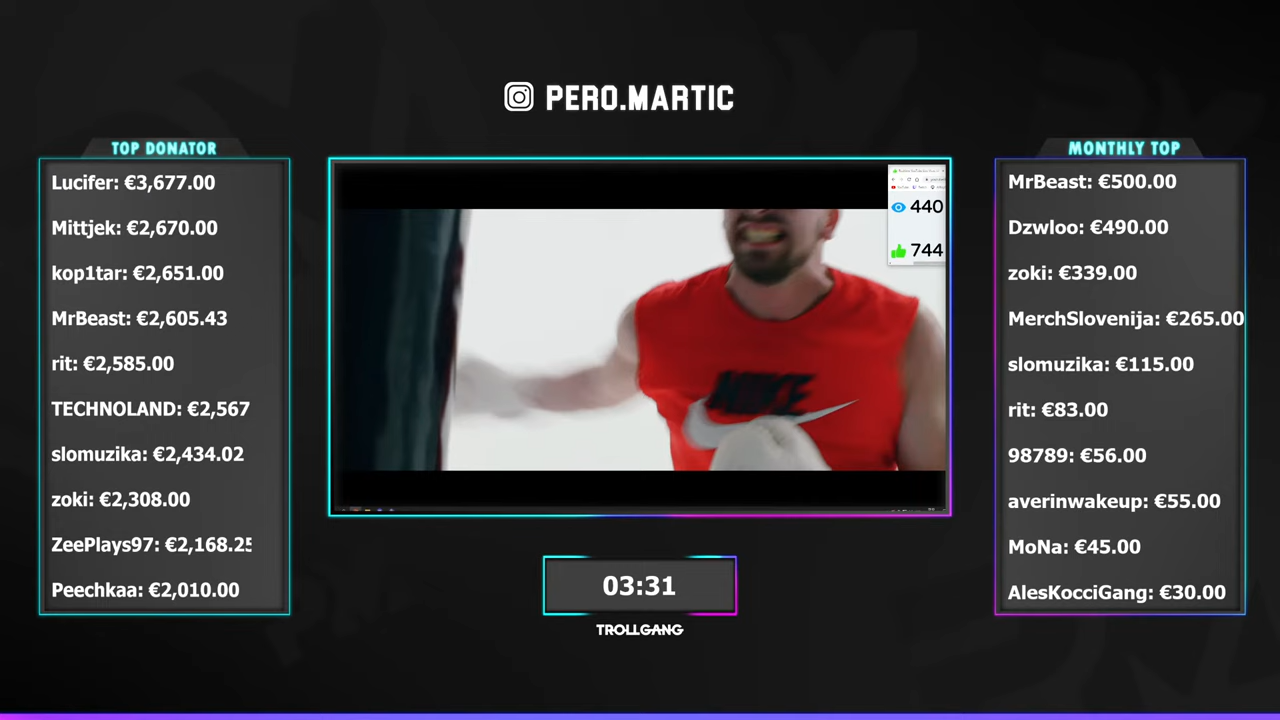 PERO.MARTIC
TOP DONATOR
Lucifer: €3,677.00
Mittjek: €2,670.00
kop1tar: €2,651.00
MrBeast: €2,605.43
rit: €2,585.00
TECHNOLAND: €2,567
slomuzika: €2,434.02
zoki: €2,308.00
ZeePlays97: €2,168.25
Peechkaa: €2,010.00
440
744
NIKE
03:31
TROLLGANG
MONTHLY TOP
MrBeast: €500.00
Dzwloo: €490.00
zoki: €339.00
MerchSlovenija: €265.00
slomuzika: €115.00
rit: €83.00
98789: €56.00
averinwakeup: €55.00
MoNa: €45.00
AlesKocciGang: €30.00